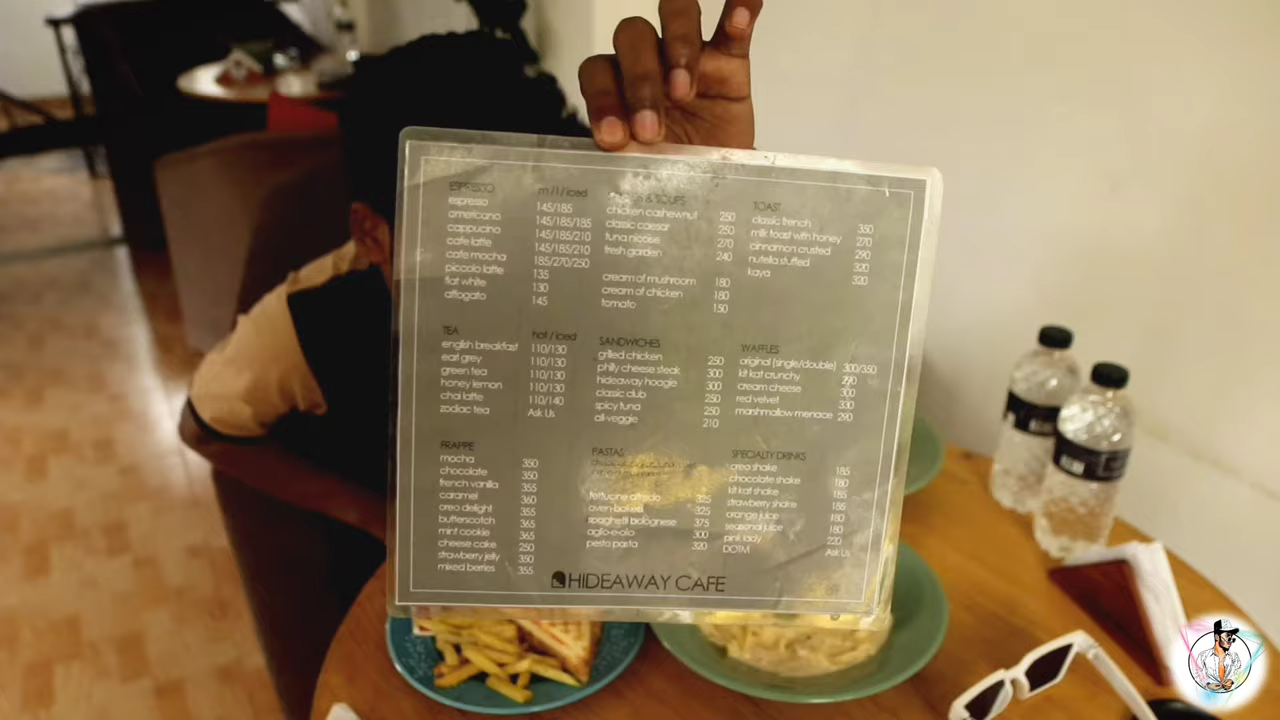 ESPRESSO m / l / iced
espresso 145/185
americano 145/185/185
cappucino 145/185/210
cafe latte 145/185/210
cafe mocha 185/270/250
piccolo latte 135
flat white 130
affogato 145
TEA hot / iced
english breakfast 110/130
earl grey 110/130
green tea 110/130
honey lemon 110/130
chai latte 110/140
zodiac tea Ask Us
FRAPPE
mocha 350
chocolate 350
french vanilla 355
caramel 360
oreo delight 355
butterscotch 365
mint cookie 365
cheese cake 250
strawberry jelly 350
mixed berries 355
& SOUPS
chicken cashewnut 250
classic caesar 250
tuna nicoise 270
fresh garden 240
cream of mushroom 180
cream of chicken 180
tomato 150
SANDWICHES
grilled chicken 250
philly cheese steak 300
hideaway hoagie 300
classic club 250
spicy tuna 250
all-veggie 210
PASTAS
fettucine alfredo 325
oven-baked 325
spaghetti bolognese 375
aglio-e-olio 300
pesto pasta 320
TOAST
classic french 350
milk toast with honey 270
cinnamon crusted 290
nutella stuffed 320
kaya 320
WAFFLES
original (single/double) 300/350
kit kat crunchy 290
cream cheese 300
red velvet 330
marshmallow menace 290
SPECIALTY DRINKS
oreo shake 185
chocolate shake 180
kit kat shake 185
strawberry shake 185
orange juice 180
seasonal juice 180
pink lady 220
DOTM Ask Us
HIDEAWAY CAFE